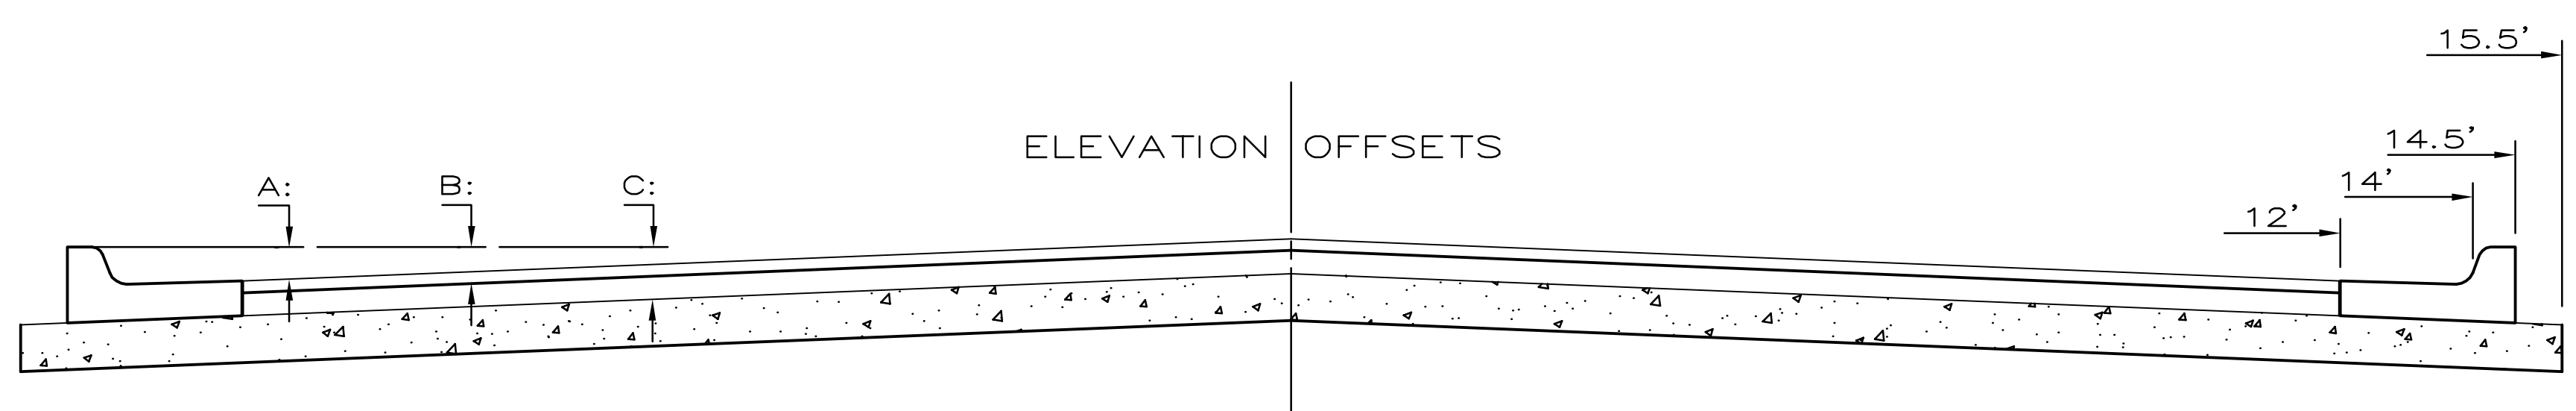 15.5’
ELEVATION OFFSETS
14.5’
A: B: C:
14’
12’